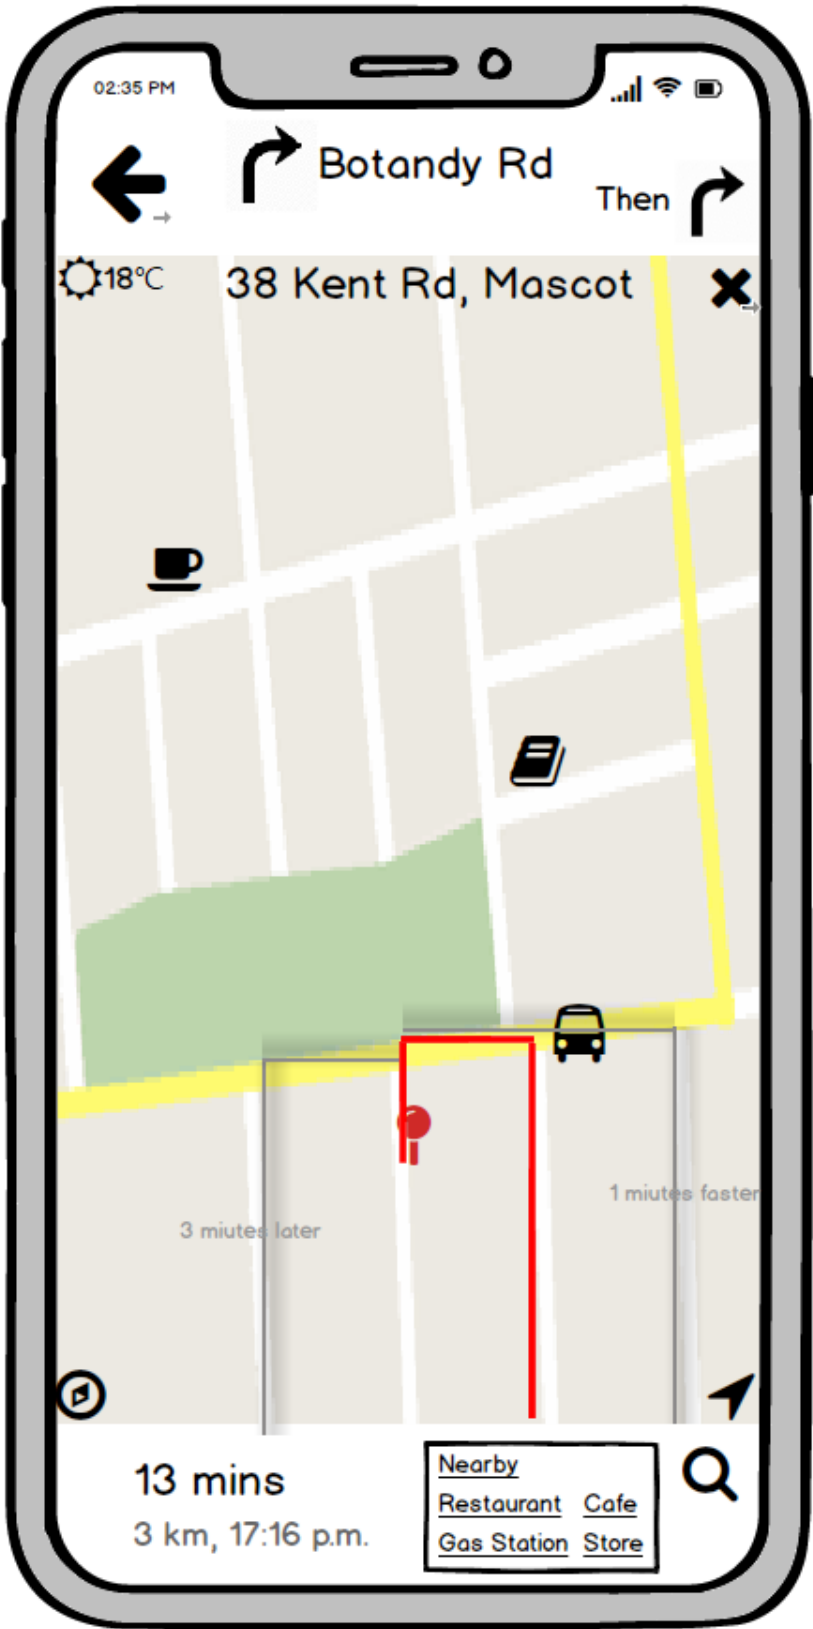 02:35 PM
Botandy Rd
Then
18°C
38 Kent Rd, Mascot
1 miutes faster
3 miutes later
13 mins
3 km, 17:16 p.m.
Nearby
Restaurant Cafe
Gas Station Store